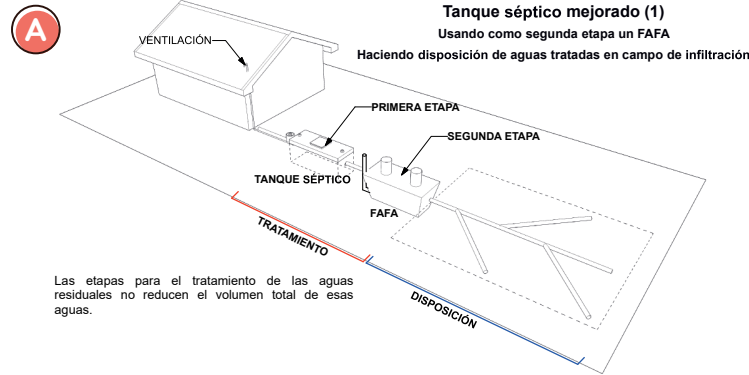 A
Tanque séptico mejorado (1)
Usando como segunda etapa un FAFA
Haciendo disposición de aguas tratadas en campo de infiltración
VENTILACIÓN
PRIMERA ETAPA
SEGUNDA ETAPA
TANQUE SÉPTICO
FAFA
TRATAMIENTO
DISPOSICIÓN
Las etapas para el tratamiento de las aguas
residuales no reducen el volumen total de esas
aguas.